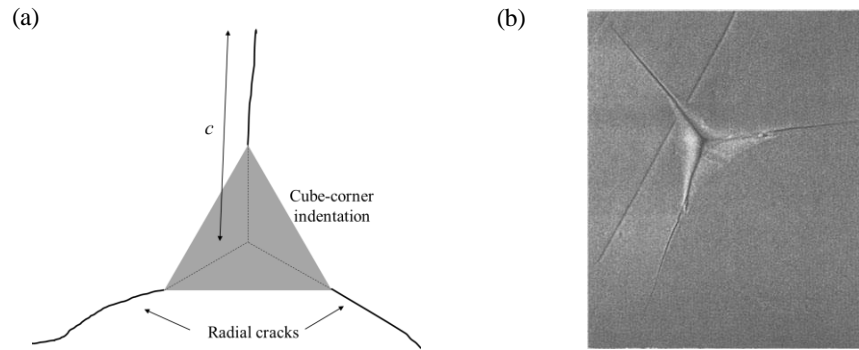 (a)
c
Cube-corner
indentation
Radial cracks
(b)